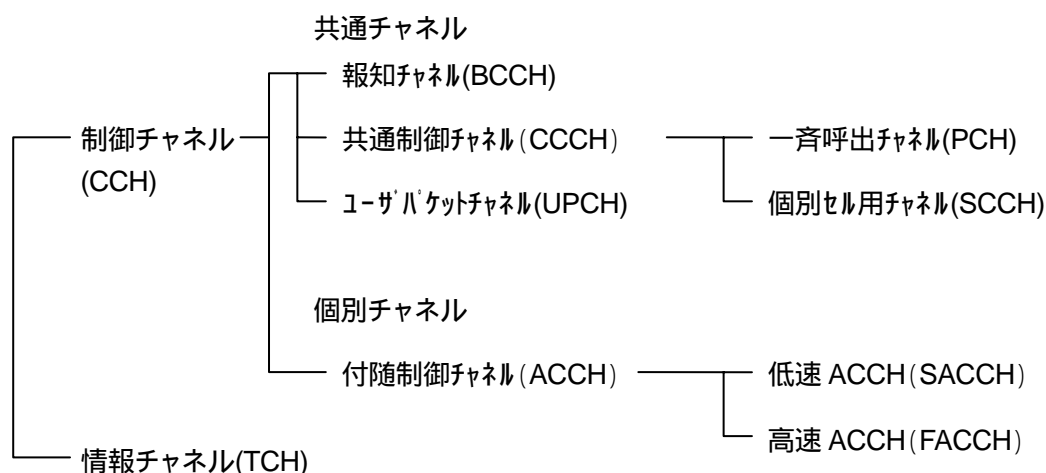 共通チャネル
報知ﾁｬﾈﾙ(BCCH)
制御チャネル
(CCH)
共通制御ﾁｬﾈﾙ(CCCH)
一斉呼出ﾁｬﾈﾙ(PCH)
ﾕｰｻﾞﾊﾟｹｯﾄﾁｬﾈﾙ(UPCH)
個別ｾﾙ用ﾁｬﾈﾙ(SCCH)
個別チャネル
付随制御ﾁｬﾈﾙ(ACCH)
低速 ACCH(SACCH)
高速 ACCH(FACCH)
情報チャネル(TCH)